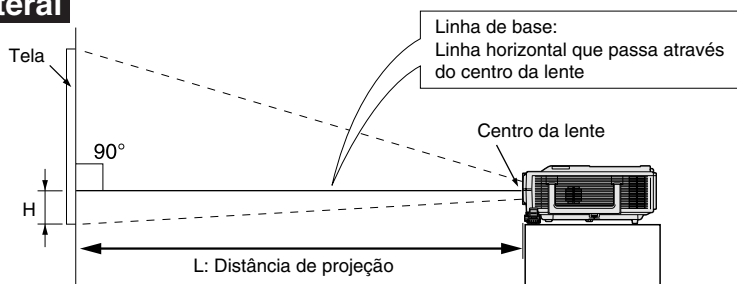 teral
Linha de base:
Linha horizontal que passa através
do centro da lente
Tela
Centro da lente
90°
H
L: Distância de projeção